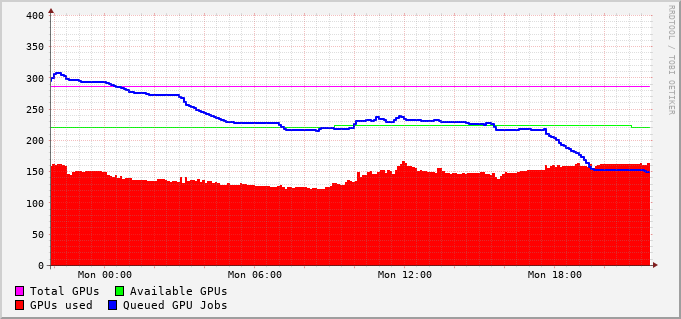 400
350
300
250
200
150
100
50
0
Mon 00:00 Mon 06:00 Mon 12:00 Mon 18:00
Total GPUs Available GPUs
GPUs used Queued GPU Jobs
RRDTOOL / TOBI OETIKER